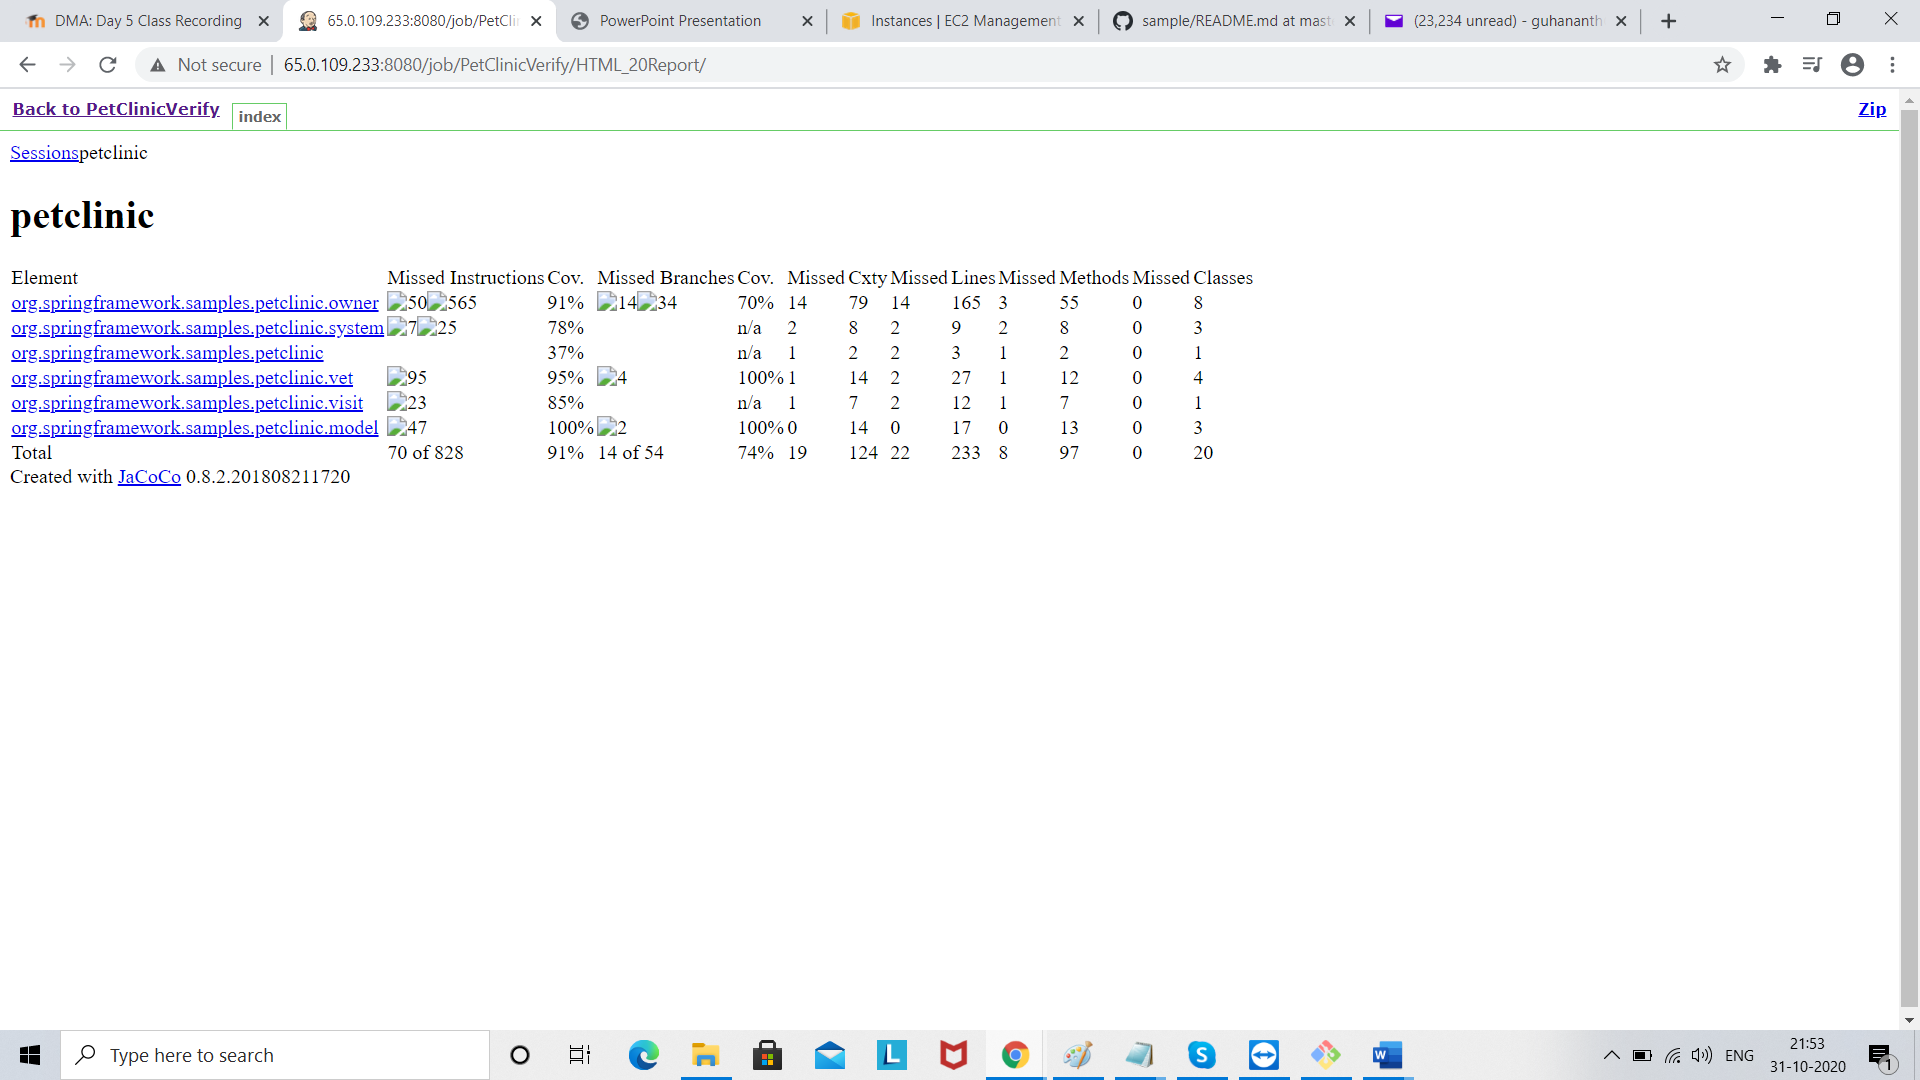 DMA: Day 5 Class Recording
65.0.109.233:8080/job/PetCli
PowerPoint Presentation
Instances | EC2 Management
sample/README.md at mast
(23,234 unread) - guhananth
Not secure | 65.0.109.233:8080/job/PetClinicVerify/HTML_20Report/
Back to PetClinicVerify index Zip
Sessionspetclinic
petclinic
Element Missed Instructions Cov. Missed Branches Cov. Missed Cxty Missed Lines Missed Methods Missed Classes
org.springframework.samples.petclinic.owner 50 565 91% 14 34 70% 14 79 14 165 3 55 0 8
org.springframework.samples.petclinic.system 7 25 78% n/a 2 8 2 9 2 8 0 3
org.springframework.samples.petclinic 37% n/a 1 2 2 3 1 2 0 1
org.springframework.samples.petclinic.vet 95 95% 4 100% 1 14 2 27 1 12 0 4
org.springframework.samples.petclinic.visit 23 85% n/a 1 7 2 12 1 7 0 1
org.springframework.samples.petclinic.model 47 100% 2 100% 0 14 0 17 0 13 0 3
Total 70 of 828 91% 14 of 54 74% 19 124 22 233 8 97 0 20
Created with JaCoCo 0.8.2.201808211720
Type here to search
L
W
ENG
21:53
31-10-2020
1